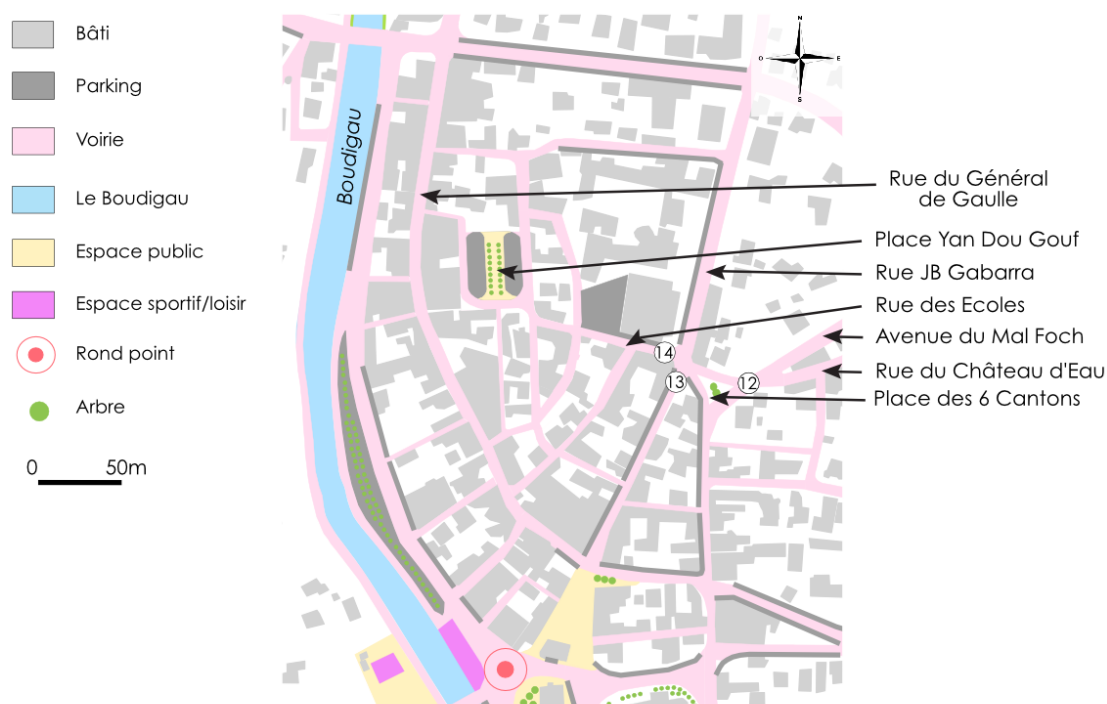 Bâti
Parking
Voirie
Le Boudigau
Espace public
Espace sportif/loisir
Rond point
Arbre
0 50m
Boudigau
N
O E
S
Rue du Général
de Gaulle
Place Yan Dou Gouf
Rue JB Gabarra
Rue des Ecoles
Avenue du Mal Foch
Rue du Château d'Eau
Place des 6 Cantons
14
13
12